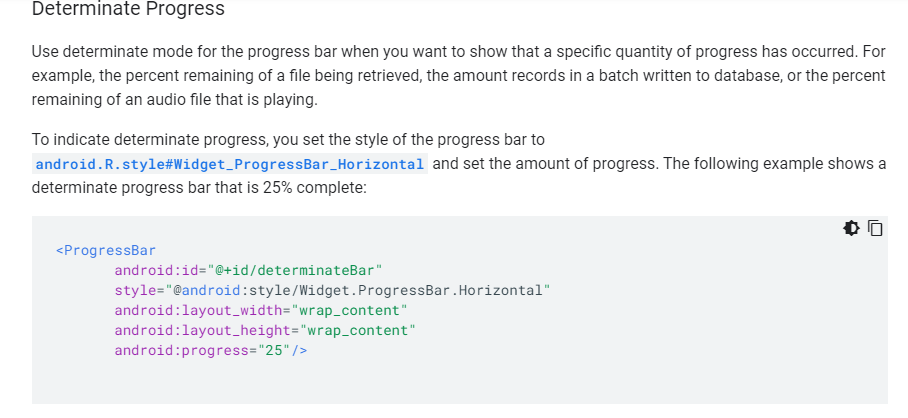 Determinate Progress
Use determinate mode for the progress bar when you want to show that a specific quantity of progress has occurred. For
example, the percent remaining of a file being retrieved, the amount records in a batch written to database, or the percent
remaining of an audio file that is playing.
To indicate determinate progress, you set the style of the progress bar to
android.R.style#Widget_ProgressBar_Horizontal and set the amount of progress. The following example shows a
determinate progress bar that is 25% complete:
<ProgressBar
android:id="@+id/determinateBar"
style="@android:style/Widget.ProgressBar.Horizontal"
android:layout_width="wrap_content"
android:layout_height="wrap_content"
android:progress="25"/>